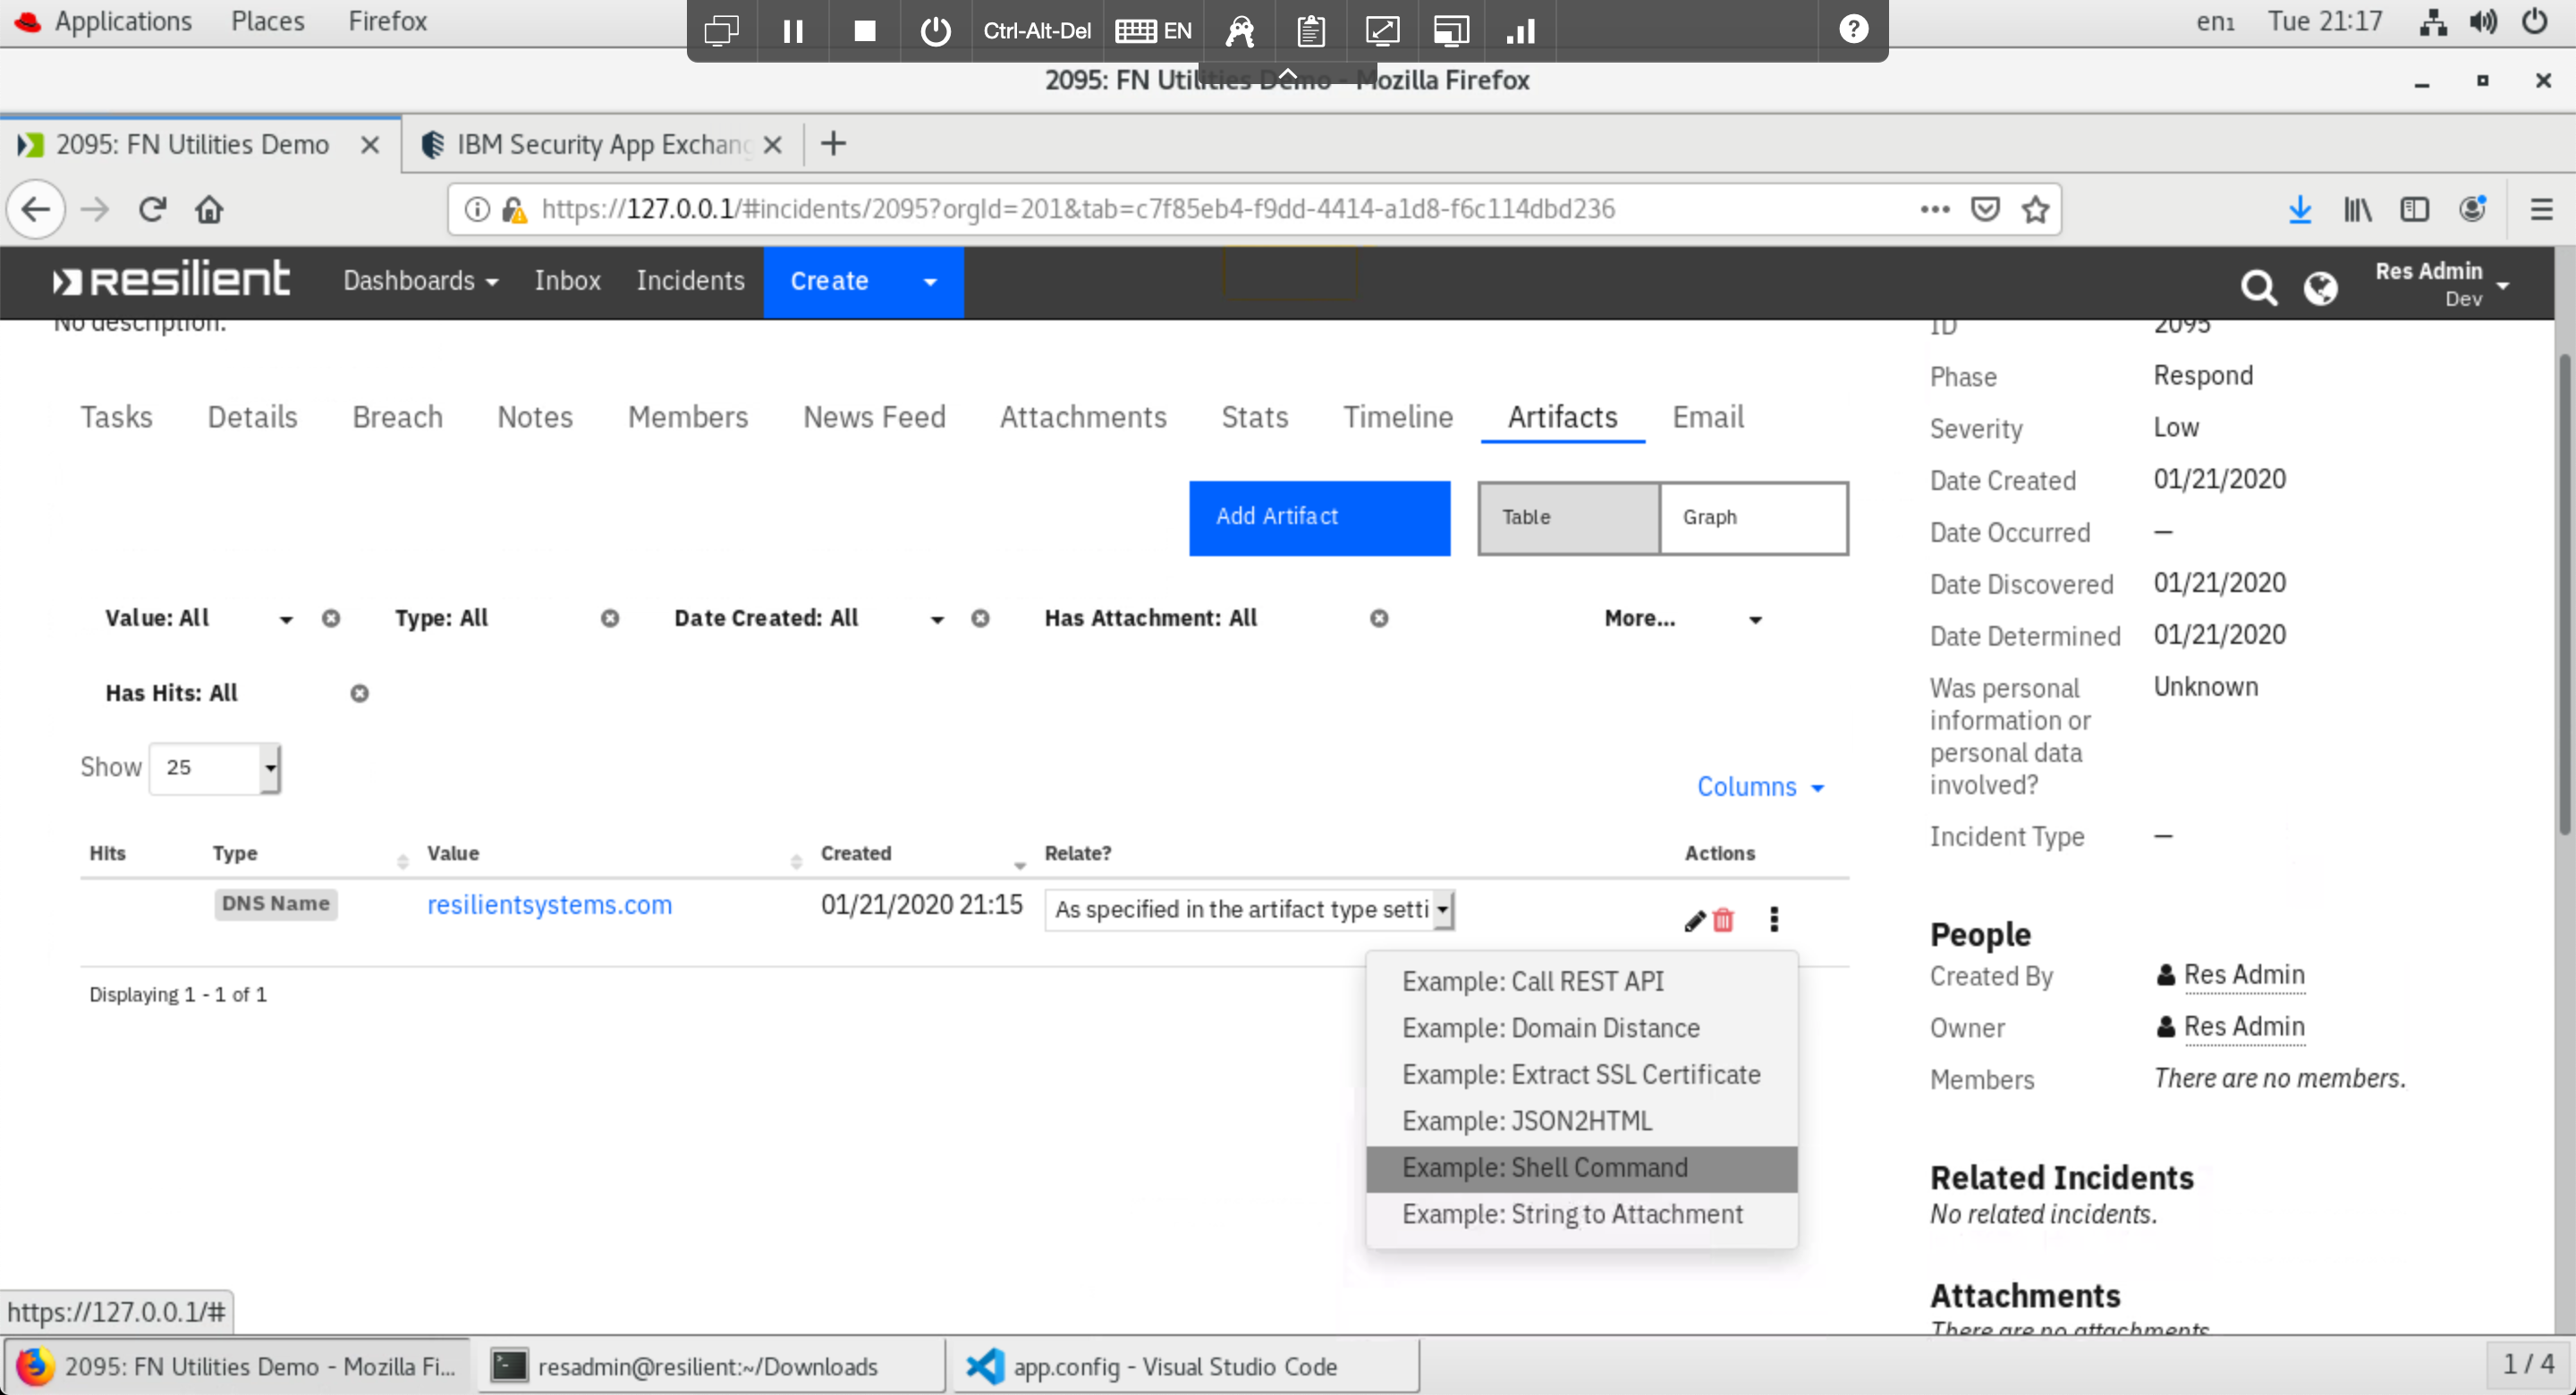 Applications Places Firefox
Ctrl-Alt-Del EN
en1 Tue 21:17
2095: FN Utilities Demo - Mozilla Firefox
2095: FN Utilities Demo
IBM Security App Exchang
https://127.0.0.1/#incidents/2095?orgId=201&tab=c7f85eb4-f9dd-4414-a1d8-f6c114dbd236
resilient Dashboards Inbox Incidents Create
Res Admin
Dev
No description.
Tasks Details Breach Notes Members News Feed Attachments Stats Timeline Artifacts Email
Add Artifact Table Graph
Value: All Type: All Date Created: All Has Attachment: All More...
Has Hits: All
Show 25
Columns
Hits Type Value Created Relate? Actions
DNS Name resilientsystems.com 01/21/2020 21:15 As specified in the artifact type setti
Displaying 1 - 1 of 1
Example: Call REST API
Example: Domain Distance
Example: Extract SSL Certificate
Example: JSON2HTML
Example: Shell Command
Example: String to Attachment
ID 2095
Phase Respond
Severity Low
Date Created 01/21/2020
Date Occurred —
Date Discovered 01/21/2020
Date Determined 01/21/2020
Was personal Unknown
information or
personal data
involved?
Incident Type —
People
Created By Res Admin
Owner Res Admin
Members There are no members.
Related Incidents
No related incidents.
Attachments
There are no attachments
https://127.0.0.1/#
2095: FN Utilities Demo - Mozilla Fi...
resadmin@resilient:~/Downloads
app.config - Visual Studio Code
1 / 4